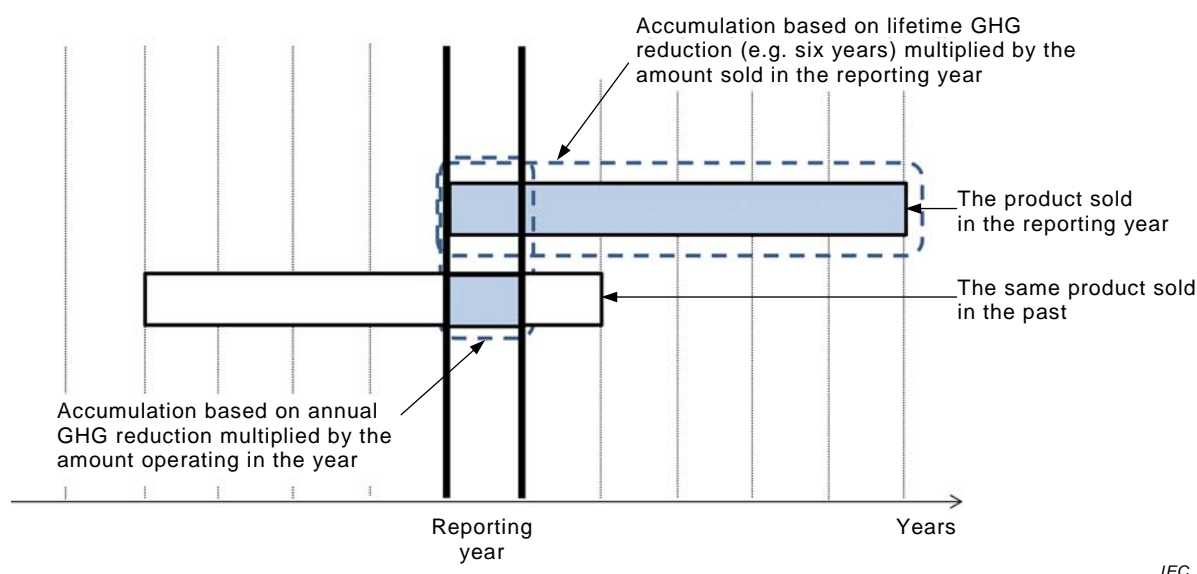 Accumulation based on lifetime GHG
reduction (e.g. six years) multiplied by the
amount sold in the reporting year
The product sold
in the reporting year
The same product sold
in the past
Accumulation based on annual
GHG reduction multiplied by the
amount operating in the year
Reporting
year
Years
IEC